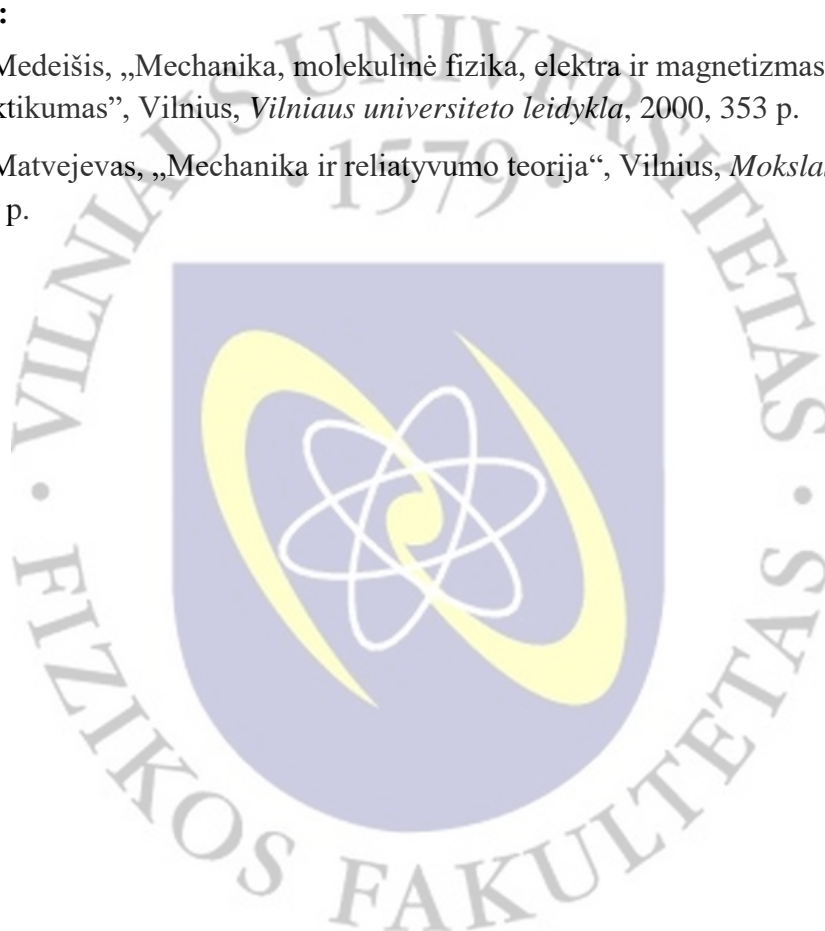 :
Medeišis, „Mechanika, molekulinė fizika, elektra ir magnetizmas
ktikumas”, Vilnius, Vilniaus universiteto leidykla, 2000, 353 p.
Matvejevas, „Mechanika ir reliatyvumo teorija“, Vilnius, Mokslas
p.
VILNIAUS UNIVERSITETAS
· 1579 ·
· FIZIKOS FAKULTETAS ·